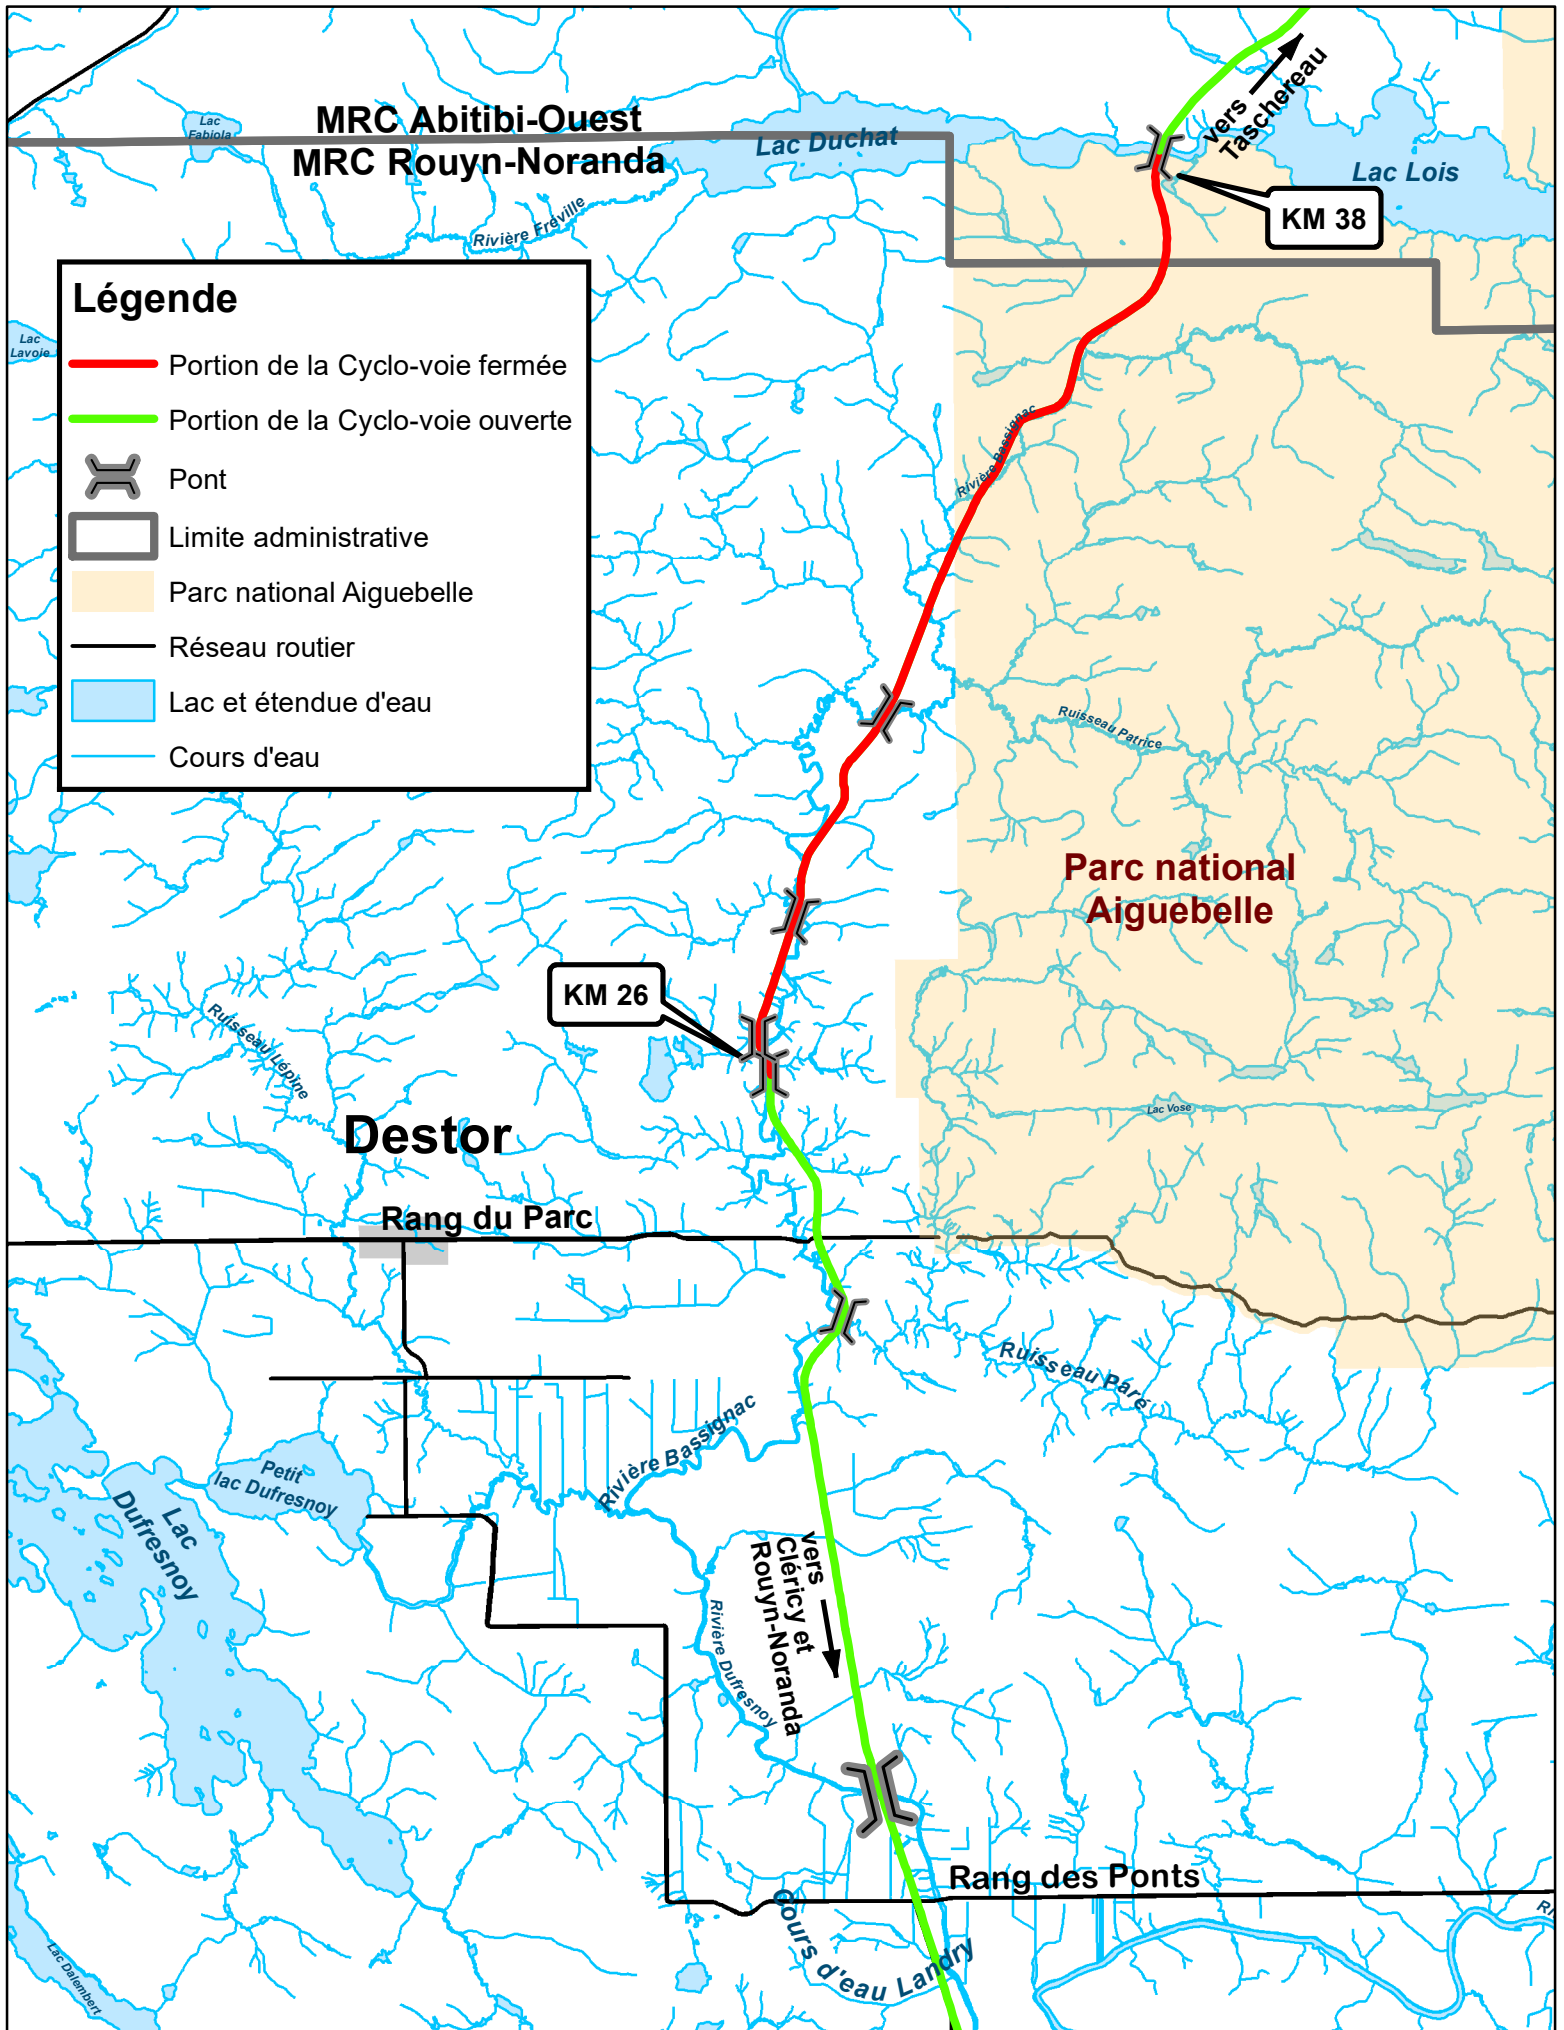 vers
Taschereau
Lac
Fabiola
MRC Abitibi-Ouest
MRC Rouyn-Noranda
Lac Duchat
Lac Lois
KM 38
Rivière Fréville
Légende
Portion de la Cyclo-voie fermée
Portion de la Cyclo-voie ouverte
Pont
Limite administrative
Parc national Aiguebelle
Réseau routier
Lac et étendue d'eau
Cours d'eau
Lac
Lavoie
Rivière Bassignac
Ruisseau Patrice
Parc national
Aiguebelle
KM 26
Ruisseau Lépine
Lac Vose
Destor
Rang du Parc
Ruisseau Paré
Rivière Bassignac
Petit
lac Dufresnoy
Lac
Dufresnoy
vers
Cléricy et
Rouyn-Noranda
Rivière Dufresnoy
Rang des Ponts
Cours d'eau Landry
Lac Dalembert